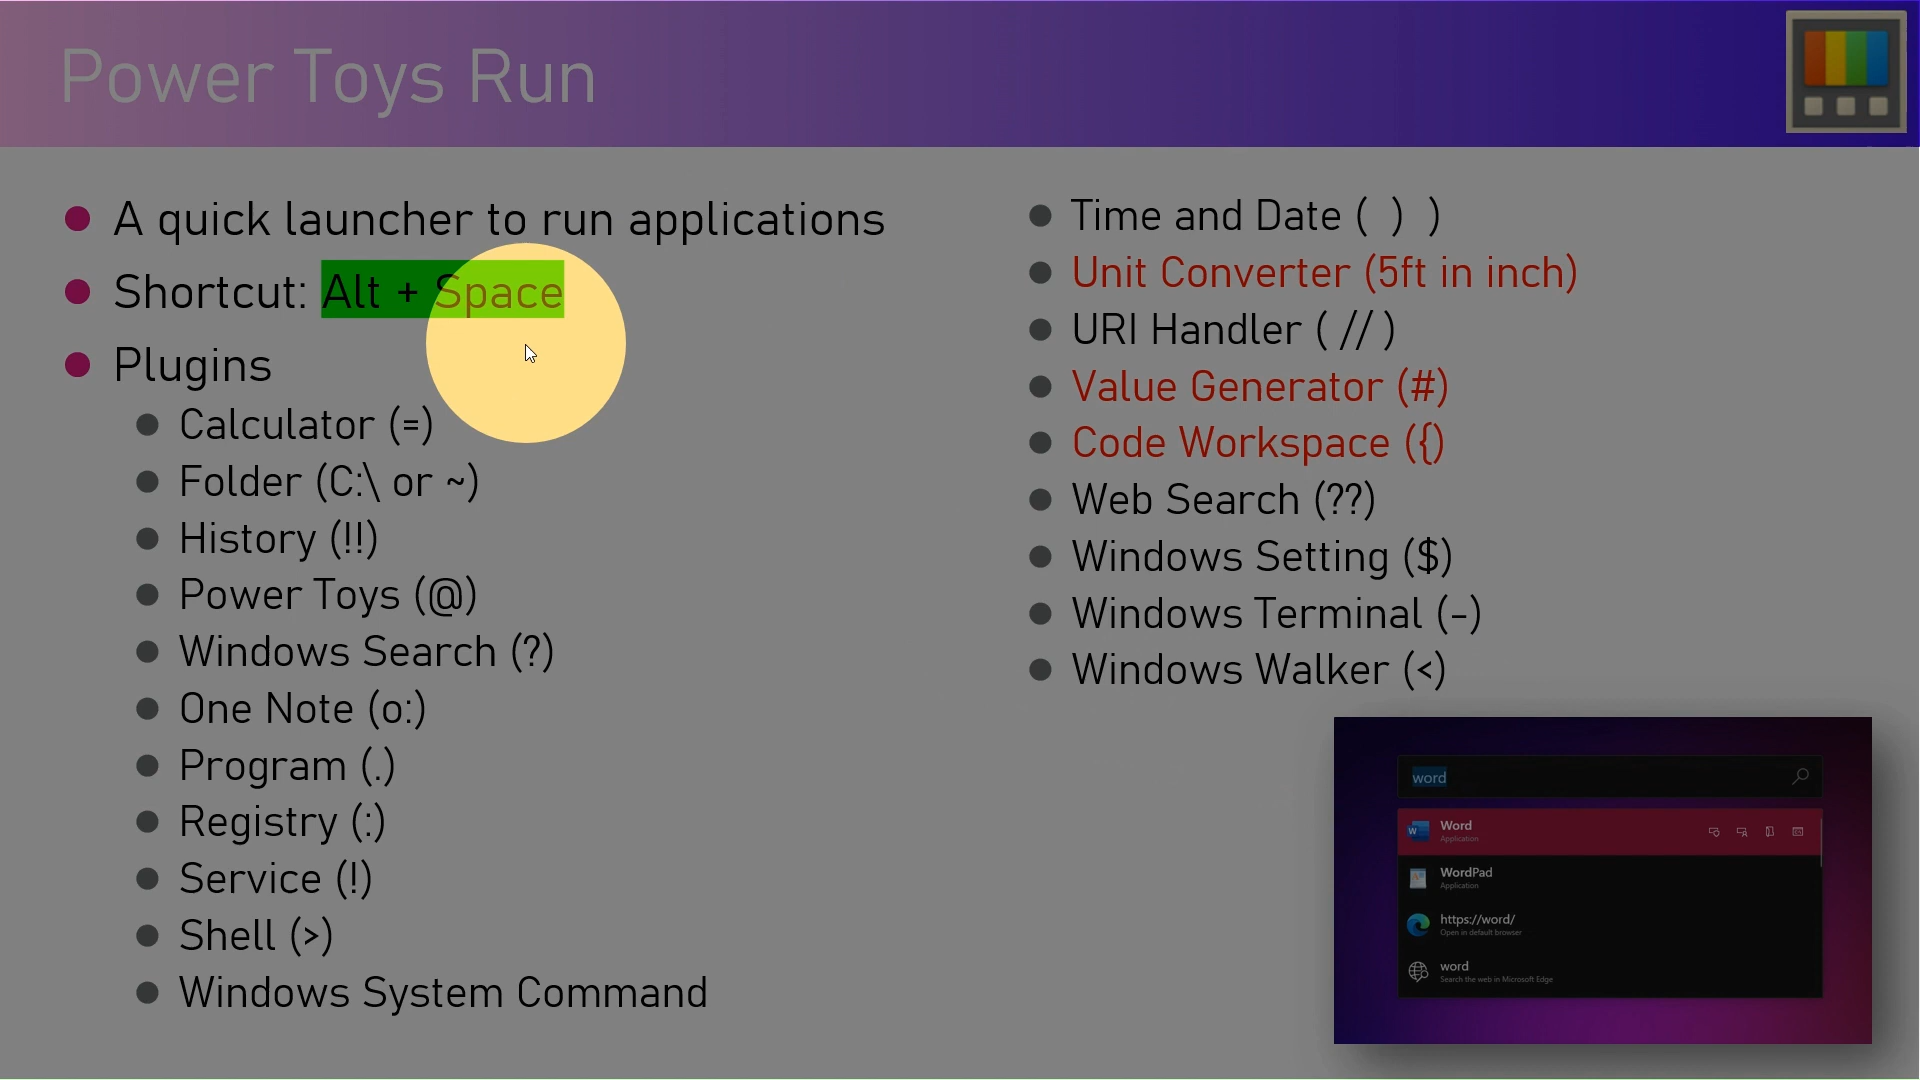 Power Toys Run
A quick launcher to run applications
Shortcut: Alt + Space
Plugins
Calculator (=)
Folder (C:\ or ~)
History (!!)
Power Toys (@)
Windows Search (?)
One Note (o:)
Program (.)
Registry (:)
Service (!)
Shell (>)
Windows System Command
Time and Date ( ) )
Unit Converter (5ft in inch)
URI Handler ( // )
Value Generator (#)
Code Workspace ({)
Web Search (??)
Windows Setting ($)
Windows Terminal (-)
Windows Walker (<)
word
Word
Application
WordPad
Application
https://word/
Open in default browser
word
Search the web in Microsoft Edge